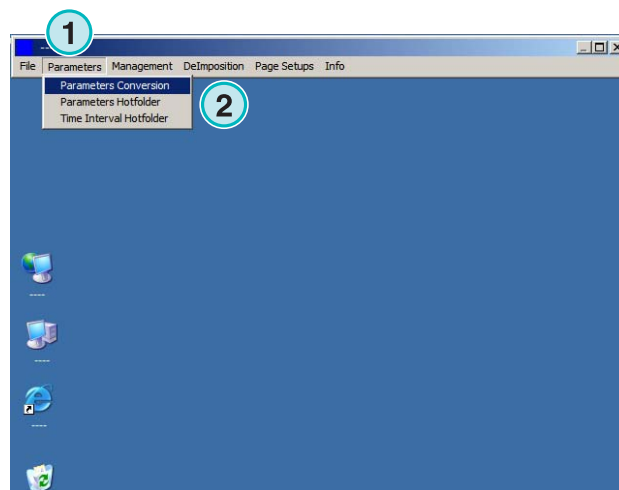 1
---
File Parameters Management DeImposition Page Setups Info
Parameters Conversion
Parameters Hotfolder
Time Interval Hotfolder
2
----
----
----